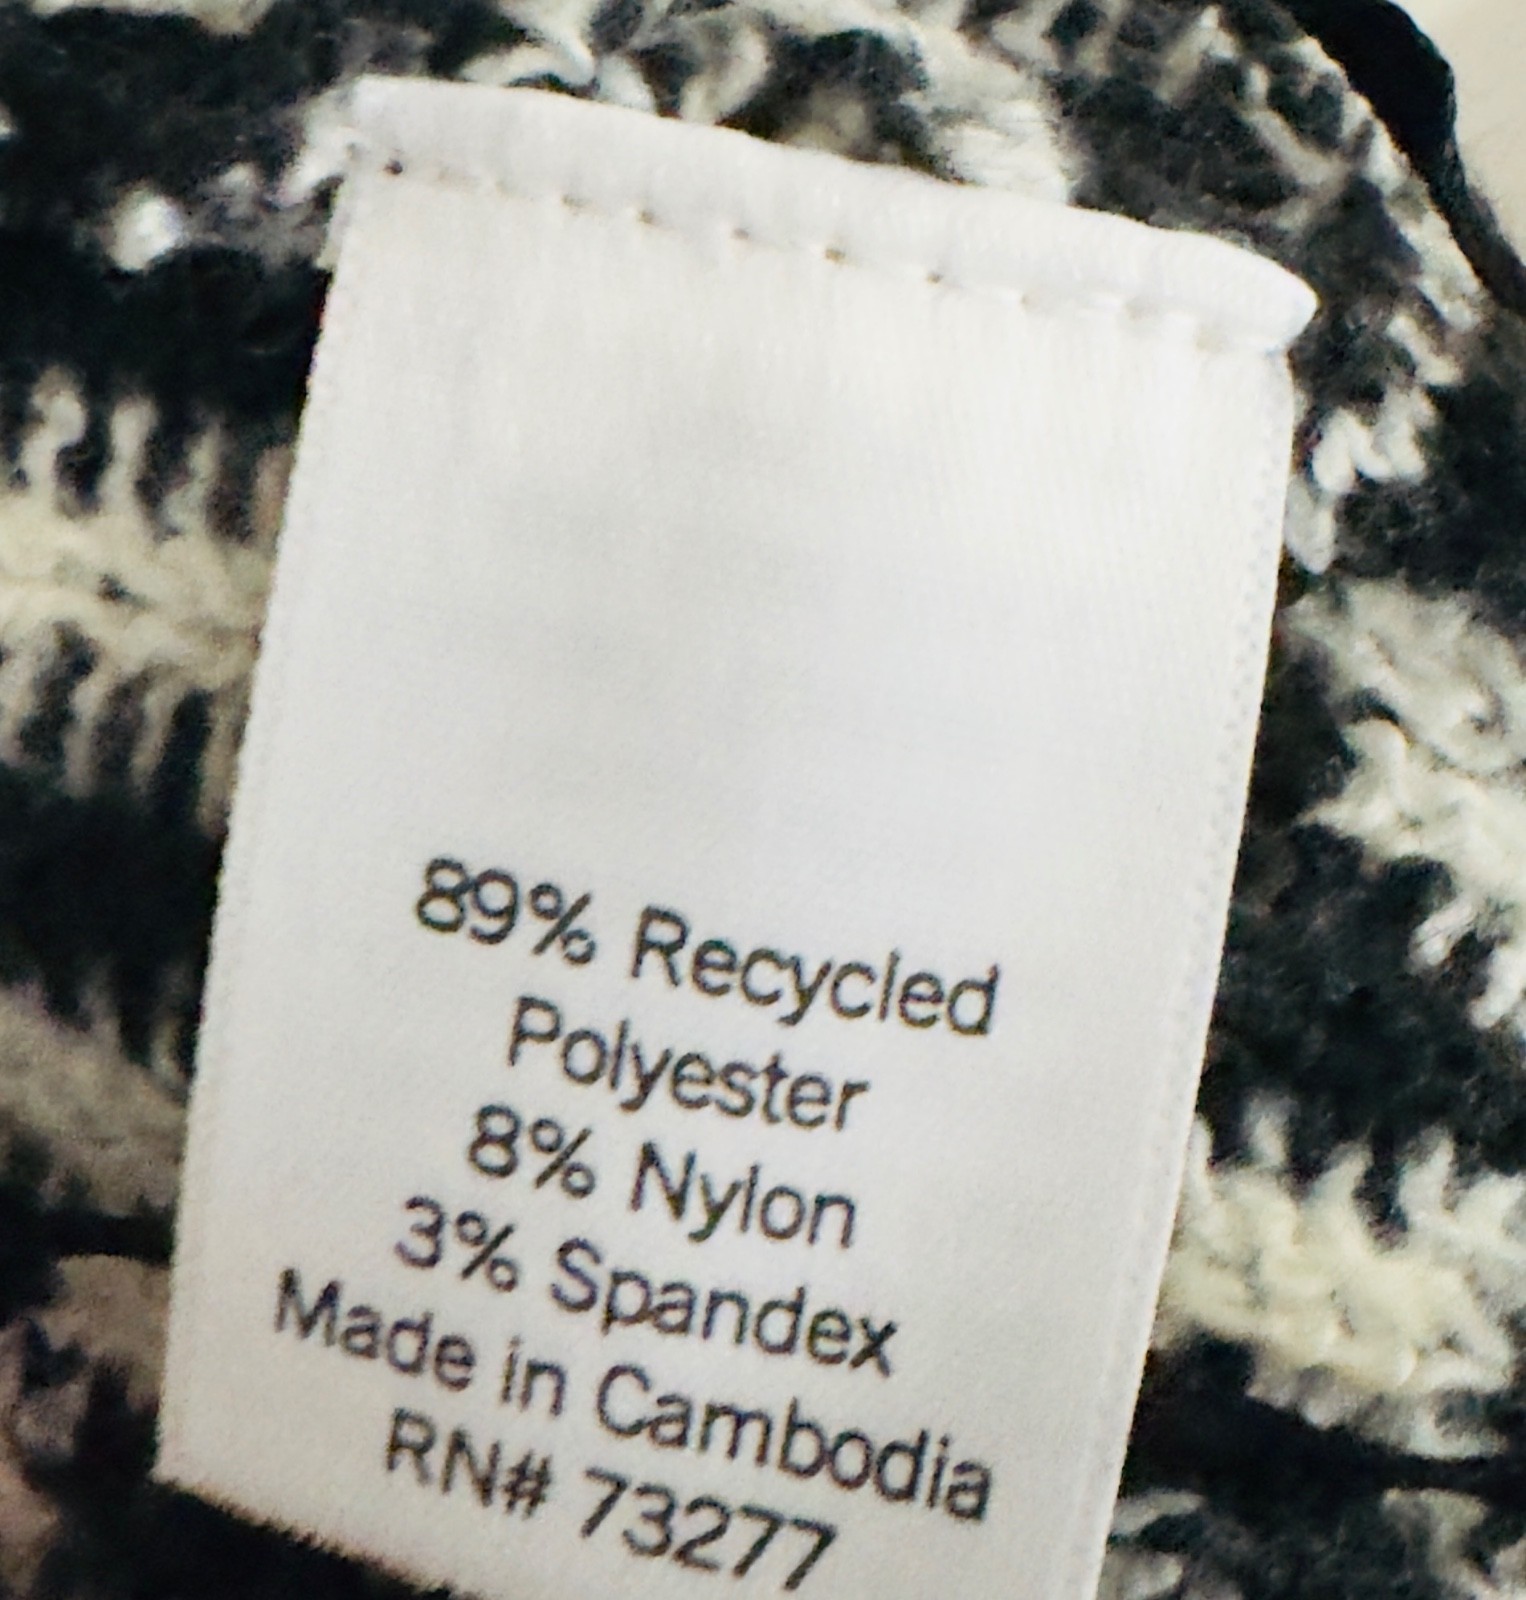 89% Recycled
Polyester
8% Nylon
3% Spandex
Made in Cambodia
RN# 73277